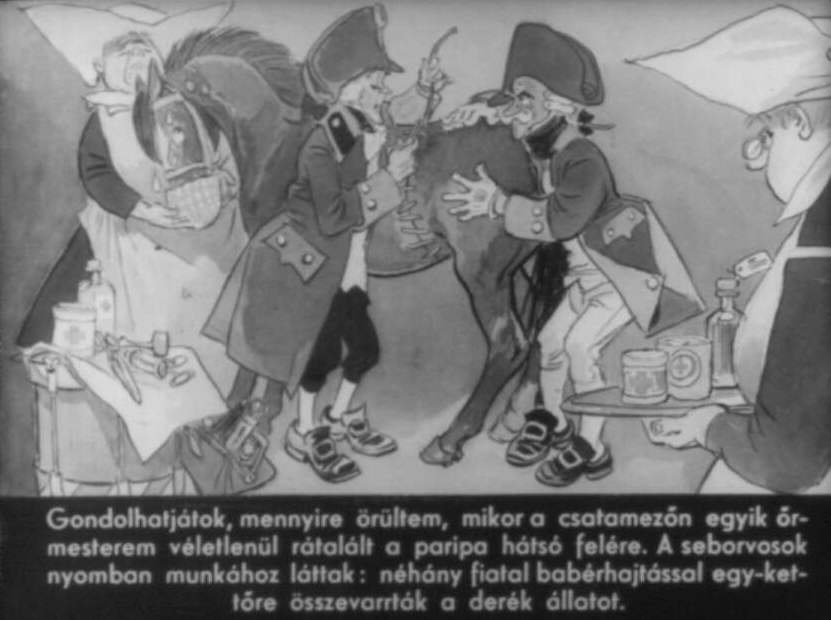 Gondolhatjátok, mennyire örültem, mikor a csatamezőn egyik őr-
mesterem véletlenül rátalált a paripa hátsó felére. A seborvosok
nyomban munkához láttak: néhány fiatal babérhajtással egy-ket-
tőre összevarrták a derék állatot.